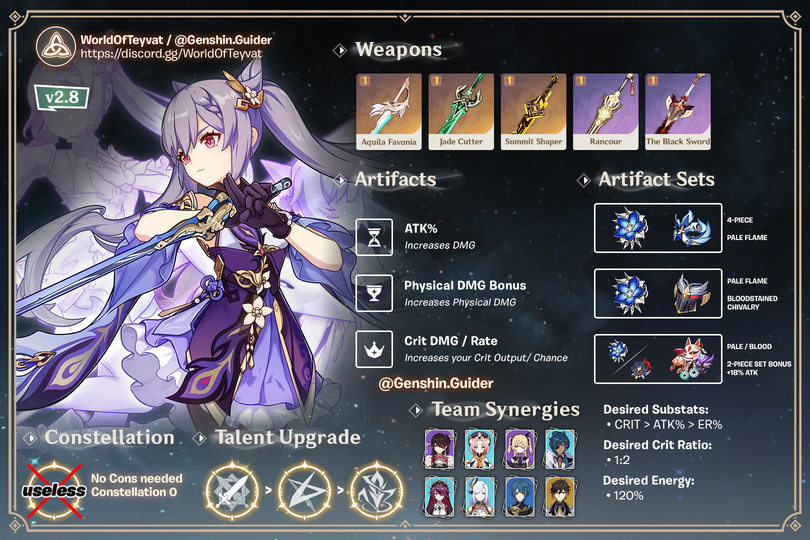 WorldOfTeyvat / @Genshin.Guider
https://discord.gg/WorldOfTeyvat
v2.8
Weapons
1
1
1
1
1
Aquila Favonia
Jade Cutter
Summit Shaper
Rancour
The Black Sword
Artifacts
ATK%
Increases DMG
Physical DMG Bonus
Increases Physical DMG
Crit DMG / Rate
Increases your Crit Output/ Chance
@Genshin.Guider
Artifact Sets
4-PIECE
PALE FLAME
PALE FLAME
BLOODSTAINED
CHIVALRY
PALE / BLOOD
2-PIECE SET BONUS
+18% ATK
Constellation
useless
No Cons needed
Constellation 0
Talent Upgrade
> >
Team Synergies
Desired Substats:
• CRIT > ATK% > ER%
Desired Crit Ratio:
• 1:2
Desired Energy:
• 120%